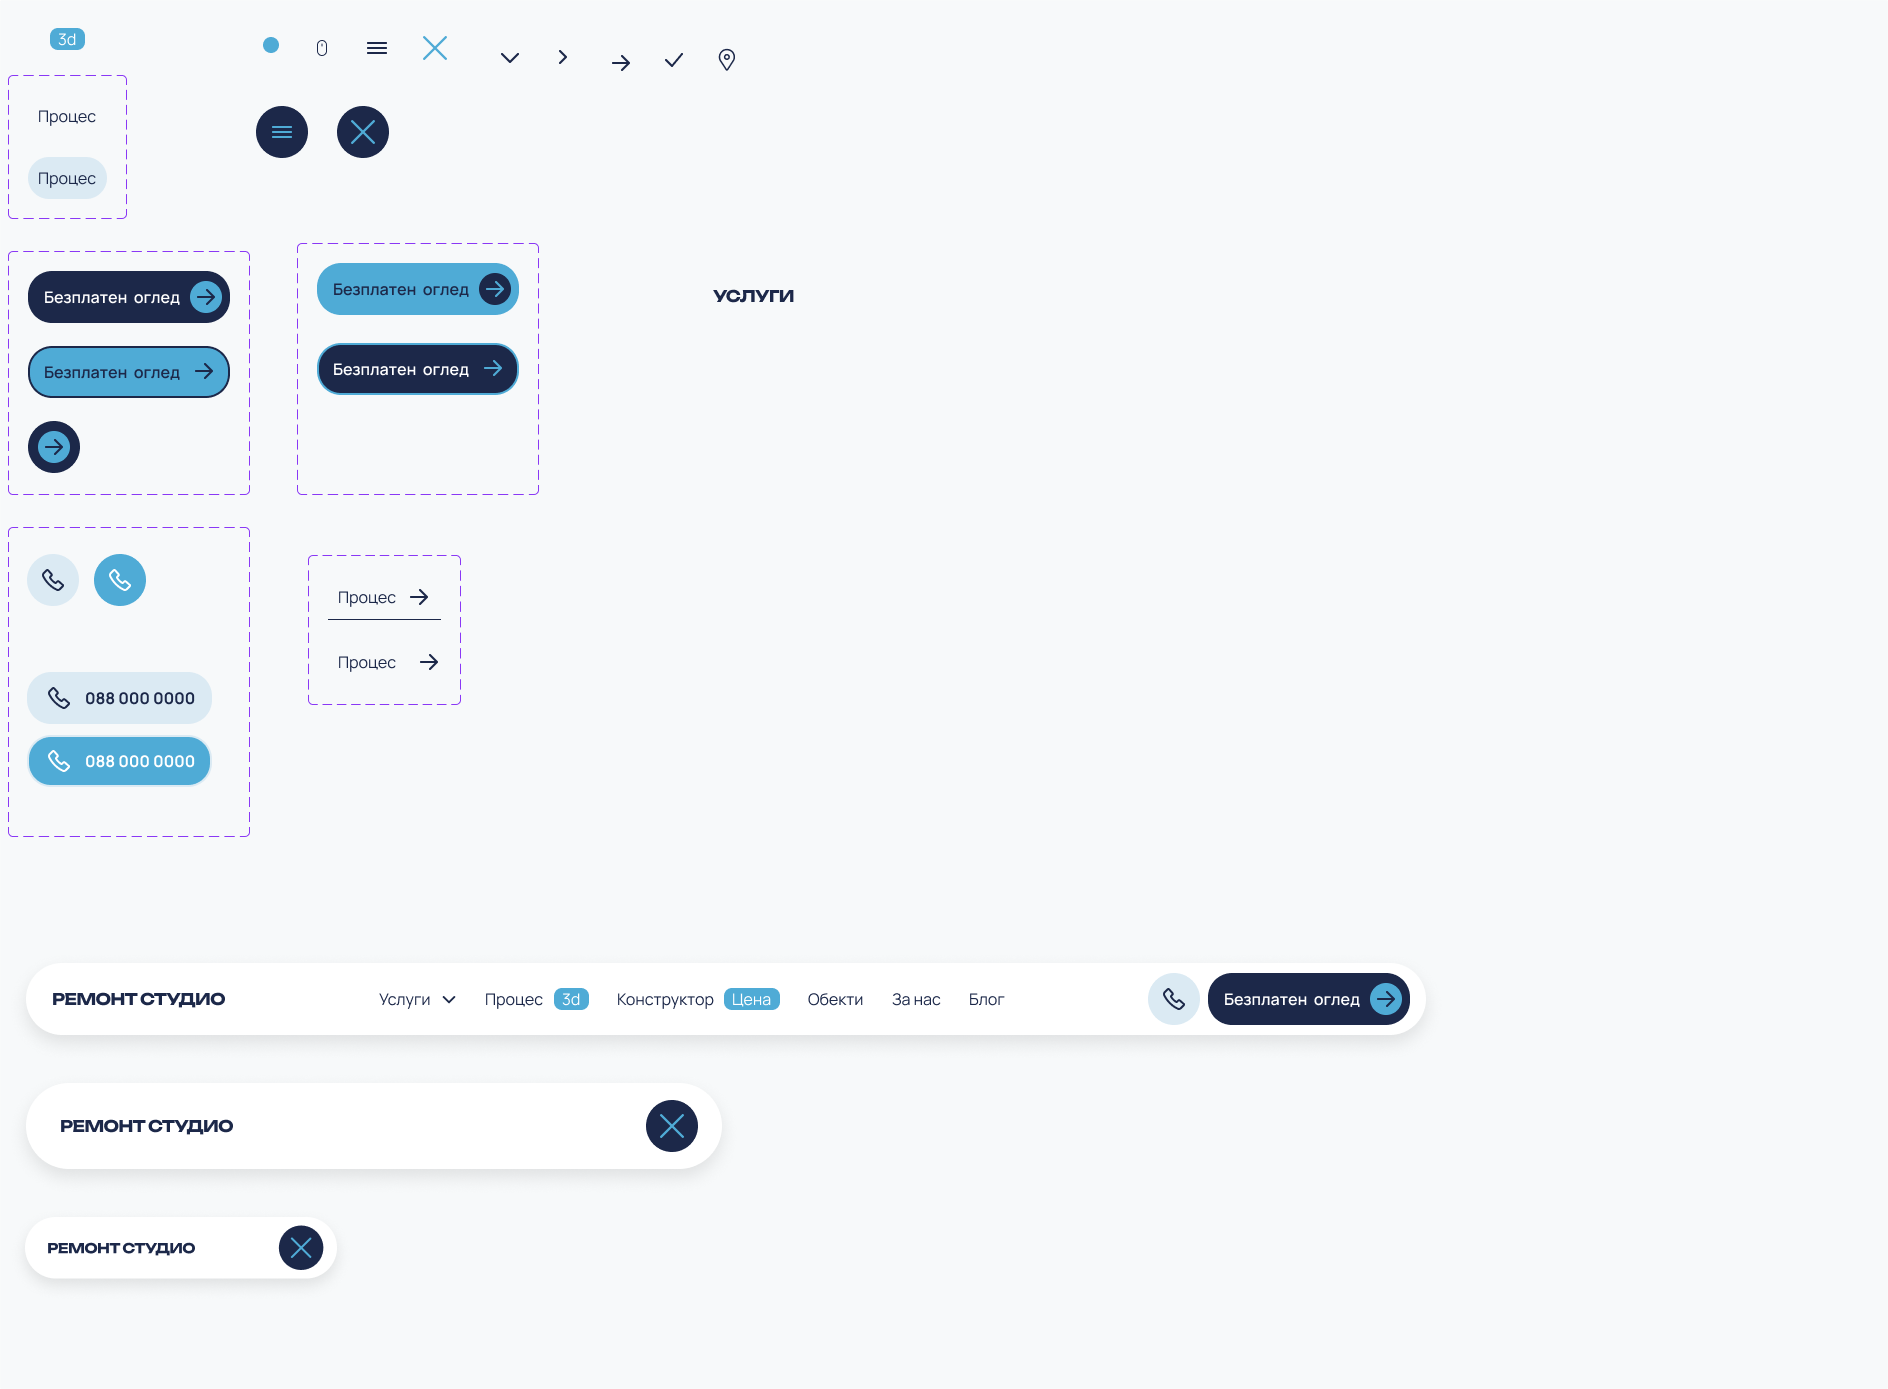 3d
Процес
Процес
Безплатен оглед
Безплатен оглед
Безплатен оглед
Безплатен оглед
УСЛУГИ
088 000 0000
088 000 0000
Процес
Процес
РЕМОНТ СТУДИО Услуги Процес 3d Конструктор Цена Обекти За нас Блог Безплатен оглед
РЕМОНТ СТУДИО
РЕМОНТ СТУДИО